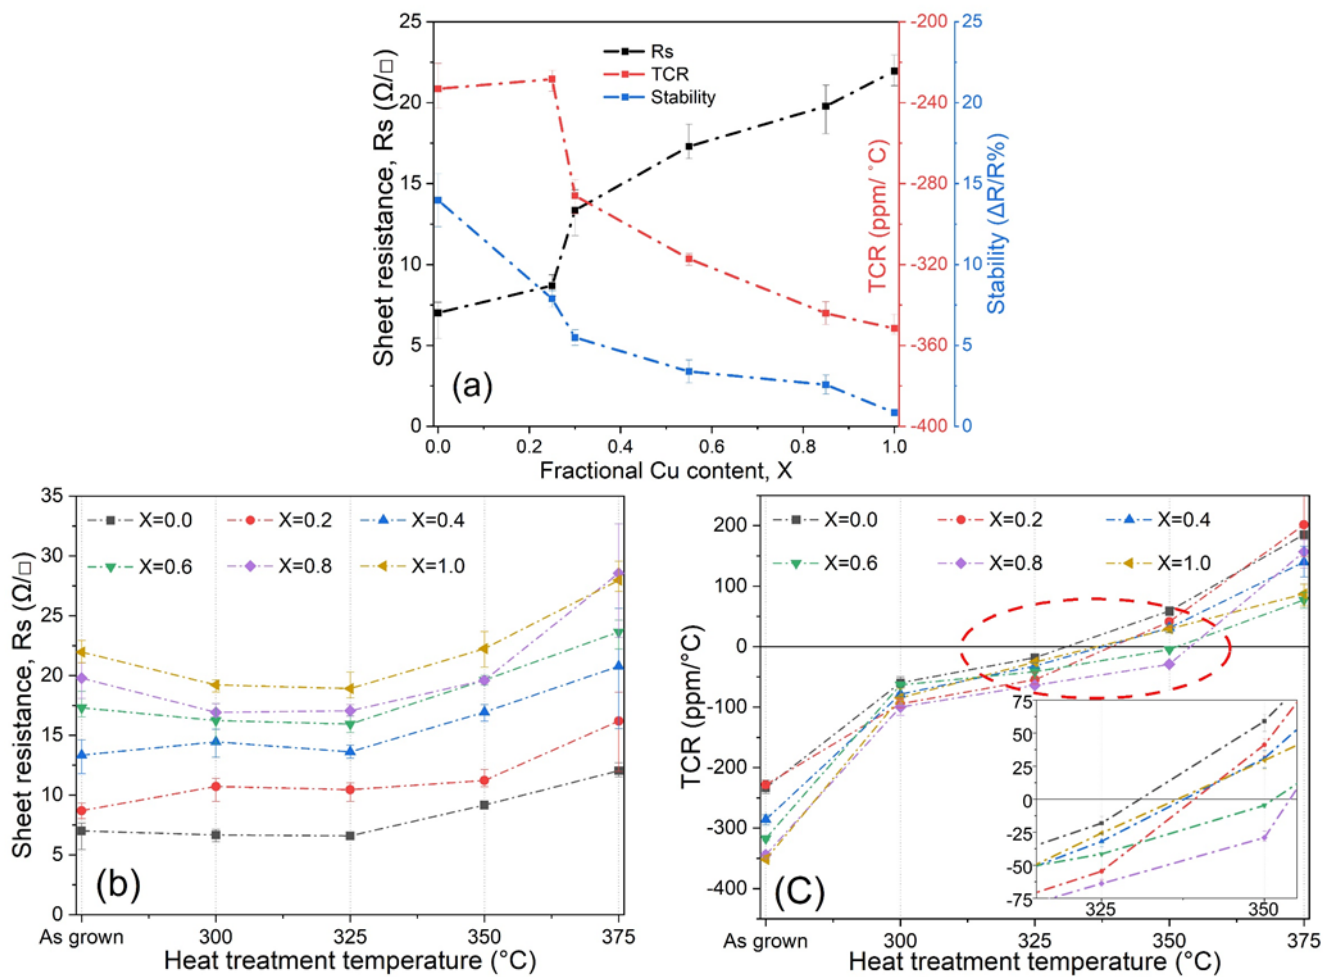 Sheet resistance, Rs (Ω/□)
25
20
15
10
5
0
Rs
TCR
Stability
(a)
-200
-240
-280
-320
-360
-400
TCR (ppm/ °C)
25
20
15
10
5
0
Stability (ΔR/R%)
0.0 0.2 0.4 0.6 0.8 1.0
Fractional Cu content, X
Sheet resistance, Rs (Ω/□)
35
30
25
20
15
10
5
0
X=0.0 X=0.2 X=0.4
X=0.6 X=0.8 X=1.0
(b)
As grown 300 325 350 375
Heat treatment temperature (°C)
TCR (ppm/°C)
200
100
0
-100
-200
-300
-400
X=0.0 X=0.2 X=0.4
X=0.6 X=0.8 X=1.0
75
50
25
0
-25
-50
-75
325 350
(C)
As grown 300 325 350 375
Heat treatment temperature (°C)